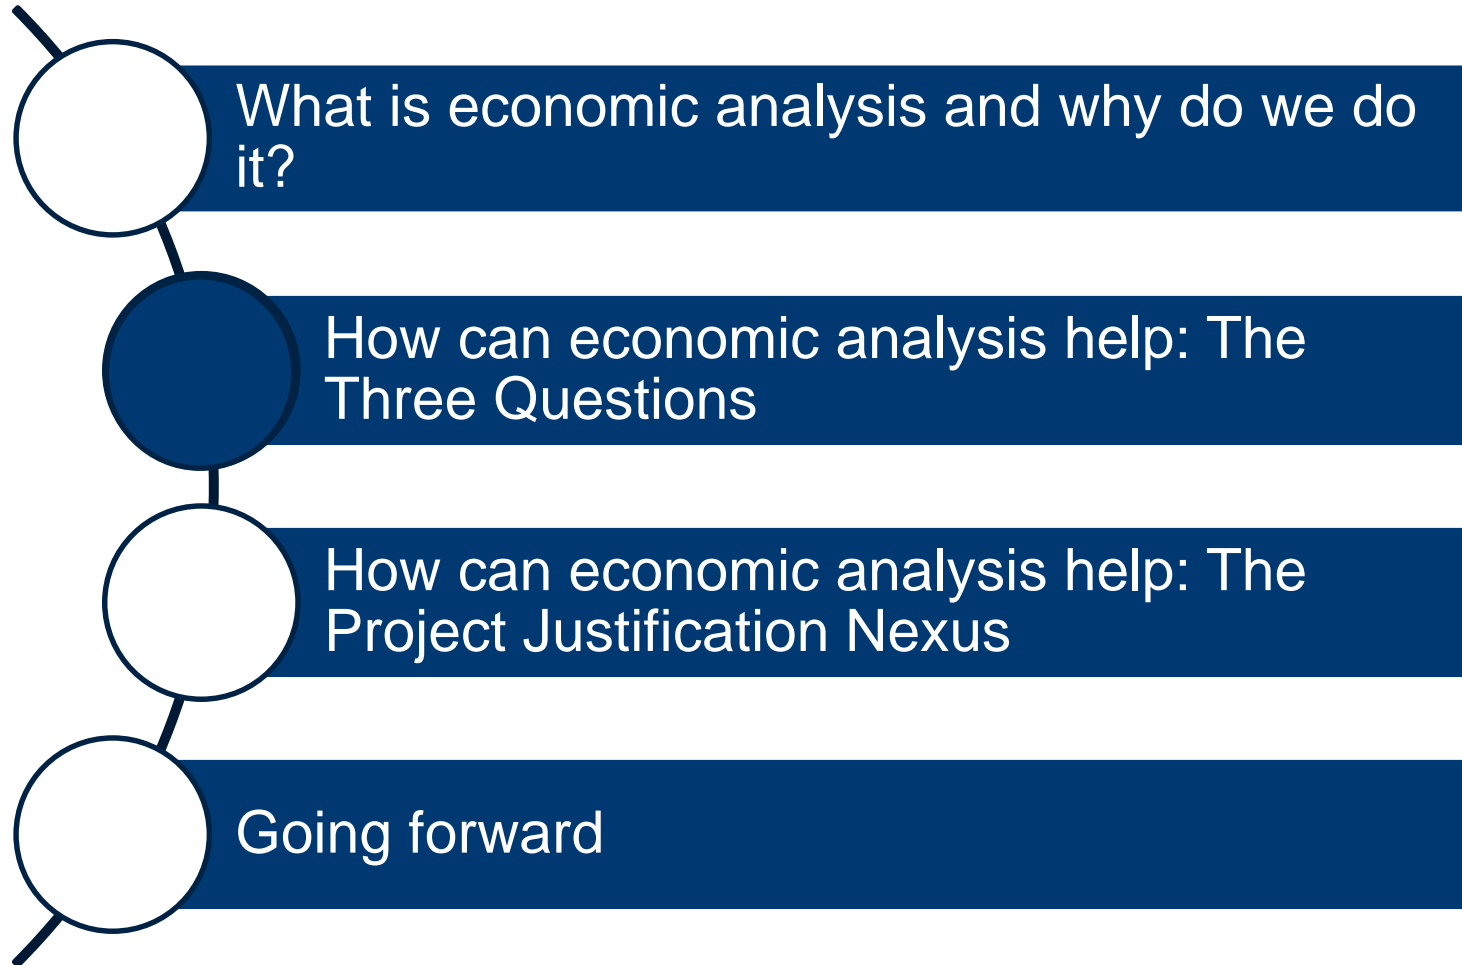 What is economic analysis and why do we do
it?
How can economic analysis help: The
Three Questions
How can economic analysis help: The
Project Justification Nexus
Going forward